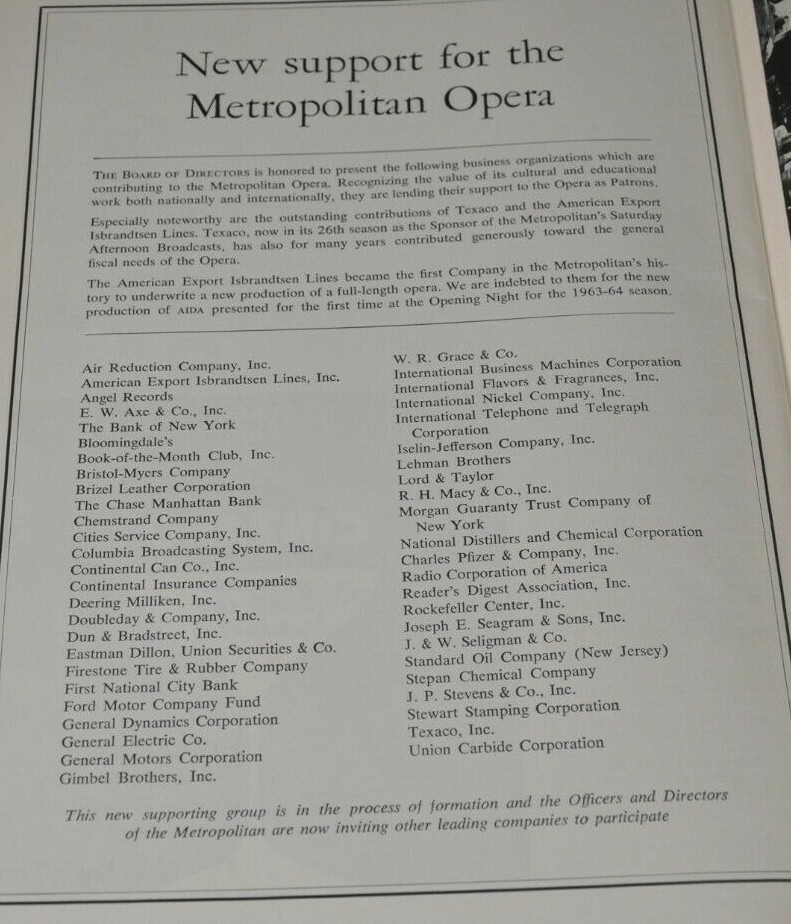 New support for the
Metropolitan Opera
THE BOARD OF DIRECTORS is honored to present the following business organizations which are
contributing to the Metropolitan Opera. Recognizing the value of its cultural and educational
work both nationally and internationally, they are lending their support to the Opera as Patrons.
Especially noteworthy are the outstanding contributions of Texaco and the American Export
Isbrandtsen Lines. Texaco, now in its 26th season as the Sponsor of the Metropolitan's Saturday
Afternoon Broadcasts, has also for many years contributed generously toward the general
fiscal needs of the Opera.
The American Export Isbrandtsen Lines became the first Company in the Metropolitan's his-
tory to underwrite a new production of a full-length opera. We are indebted to them for the new
production of AIDA presented for the first time at the Opening Night for the 1963-64 season.
Air Reduction Company, Inc.
American Export Isbrandtsen Lines, Inc.
Angel Records
E. W. Axe & Co., Inc.
The Bank of New York
Bloomingdale's
Book-of-the-Month Club, Inc.
Bristol-Myers Company
Brizel Leather Corporation
The Chase Manhattan Bank
Chemstrand Company
Cities Service Company, Inc.
Columbia Broadcasting System, Inc.
Continental Can Co., Inc.
Continental Insurance Companies
Deering Milliken, Inc.
Doubleday & Company, Inc.
Dun & Bradstreet, Inc.
Eastman Dillon, Union Securities & Co.
Firestone Tire & Rubber Company
First National City Bank
Ford Motor Company Fund
General Dynamics Corporation
General Electric Co.
General Motors Corporation
Gimbel Brothers, Inc.
W. R. Grace & Co.
International Business Machines Corporation
International Flavors & Fragrances, Inc.
International Nickel Company, Inc.
International Telephone and Telegraph
Corporation
Iselin-Jefferson Company, Inc.
Lehman Brothers
Lord & Taylor
R. H. Macy & Co., Inc.
Morgan Guaranty Trust Company of
New York
National Distillers and Chemical Corporation
Charles Pfizer & Company, Inc.
Radio Corporation of America
Reader's Digest Association, Inc.
Rockefeller Center, Inc.
Joseph E. Seagram & Sons, Inc.
J. & W. Seligman & Co.
Standard Oil Company (New Jersey)
Stepan Chemical Company
J. P. Stevens & Co., Inc.
Stewart Stamping Corporation
Texaco, Inc.
Union Carbide Corporation
This new supporting group is in the process of formation and the Officers and Directors
of the Metropolitan are now inviting other leading companies to participate